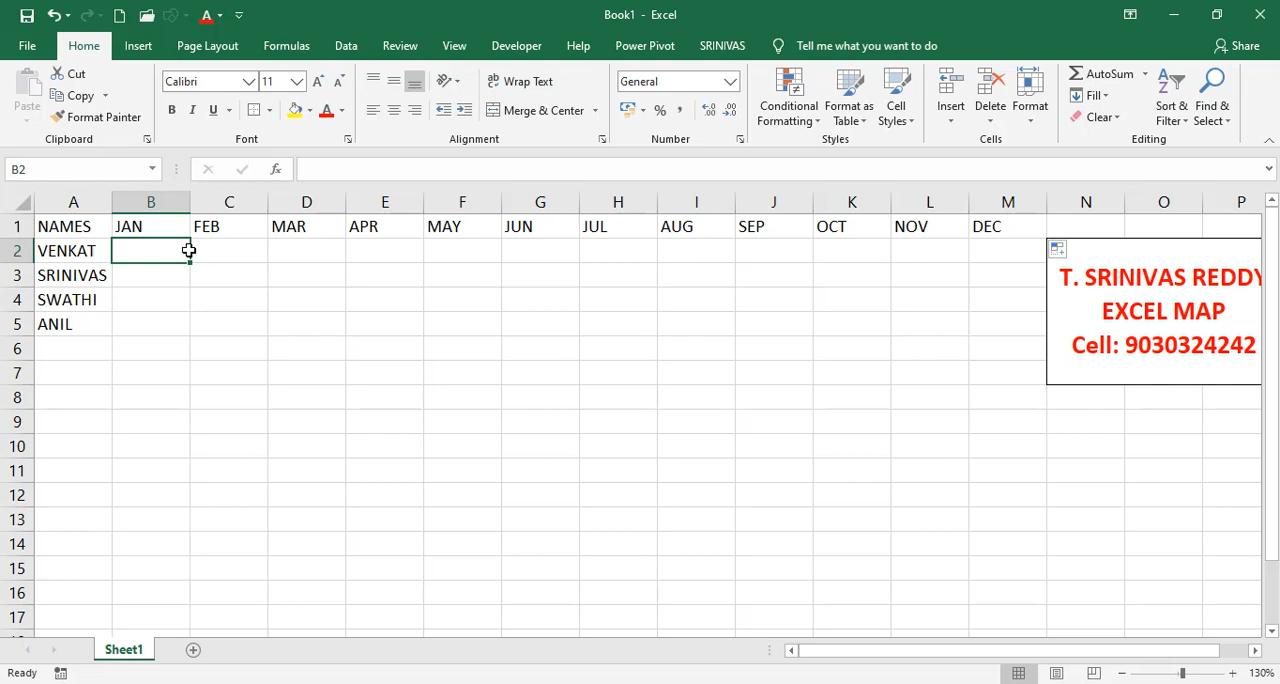 Book1 - Excel
File Home Insert Page Layout Formulas Data Review View Developer Help Power Pivot SRINIVAS Tell me what you want to do Share
Paste
Cut
Copy
Format Painter
Clipboard
Calibri 11
B I U
Font
Wrap Text
Merge & Center
Alignment
General
Number
Conditional Formatting
Format as Table
Cell Styles
Styles
Insert
Delete
Format
Cells
AutoSum
Fill
Clear
Sort & Filter
Find & Select
Editing
B2
fx
A B C D E F G H I J K L M N O P
1 NAMES JAN FEB MAR APR MAY JUN JUL AUG SEP OCT NOV DEC
2 VENKAT
3 SRINIVAS
4 SWATHI
5 ANIL
6
7
8
9
10
11
12
13
14
15
16
17
T. SRINIVAS REDDY
EXCEL MAP
Cell: 9030324242
Sheet1
Ready
130%